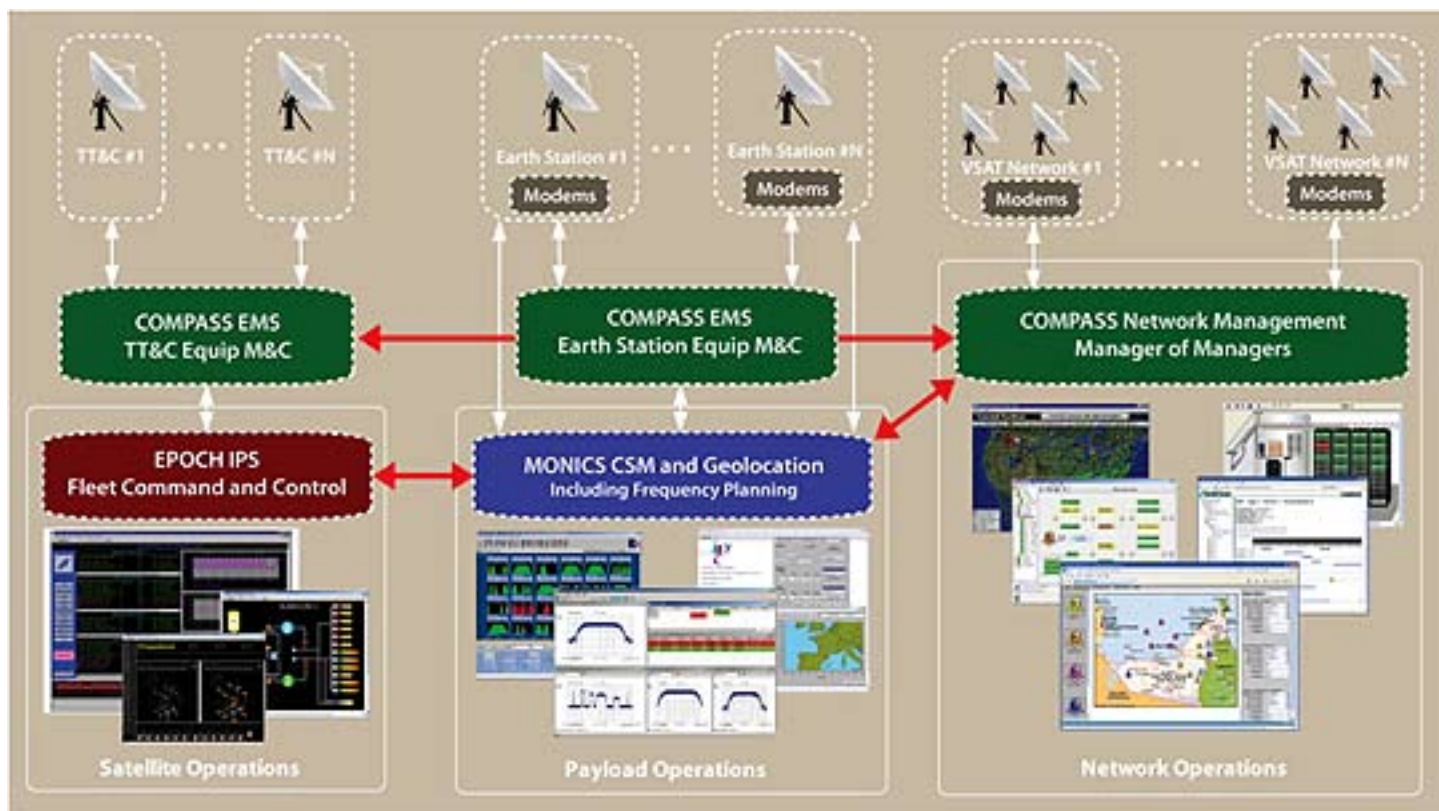 TT&C #1
...
TT&C #N
Earth Station #1
...
Earth Station #N
Modems
Modems
VSAT Network #1
...
VSAT Network #N
Modems
Modems
COMPASS EMS
TT&C Equip M&C
COMPASS EMS
Earth Station Equip M&C
COMPASS Network Management
Manager of Managers
EPOCH IPS
Fleet Command and Control
MONICS CSM and Geolocation
Including Frequency Planning
Satellite Operations
Payload Operations
Network Operations